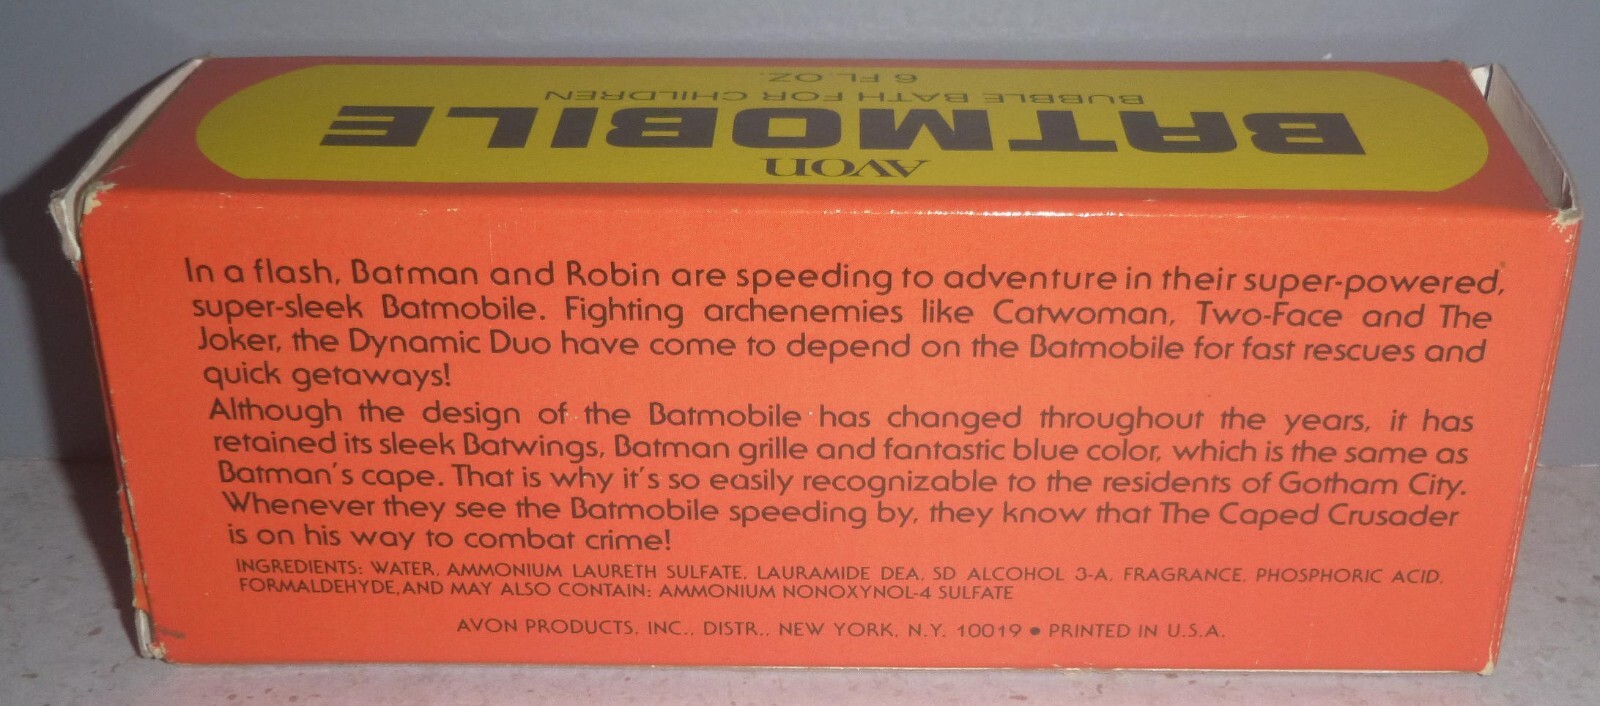 AVON
BATMOBILE
BUBBLE BATH FOR CHILDREN
6 FL. OZ.
In a flash, Batman and Robin are speeding to adventure in their super-powered,
super-sleek Batmobile. Fighting archenemies like Catwoman, Two-Face and The
Joker, the Dynamic Duo have come to depend on the Batmobile for fast rescues and
quick getaways!
Although the design of the Batmobile has changed throughout the years, it has
retained its sleek Batwings, Batman grille and fantastic blue color, which is the same as
Batman's cape. That is why it's so easily recognizable to the residents of Gotham City.
Whenever they see the Batmobile speeding by, they know that The Caped Crusader
is on his way to combat crime!
INGREDIENTS: WATER, AMMONIUM LAURETH SULFATE, LAURAMIDE DEA, SD ALCOHOL 3-A, FRAGRANCE, PHOSPHORIC ACID,
FORMALDEHYDE, AND MAY ALSO CONTAIN: AMMONIUM NONOXYNOL-4 SULFATE
AVON PRODUCTS, INC., DISTR., NEW YORK, N.Y. 10019 • PRINTED IN U.S.A.